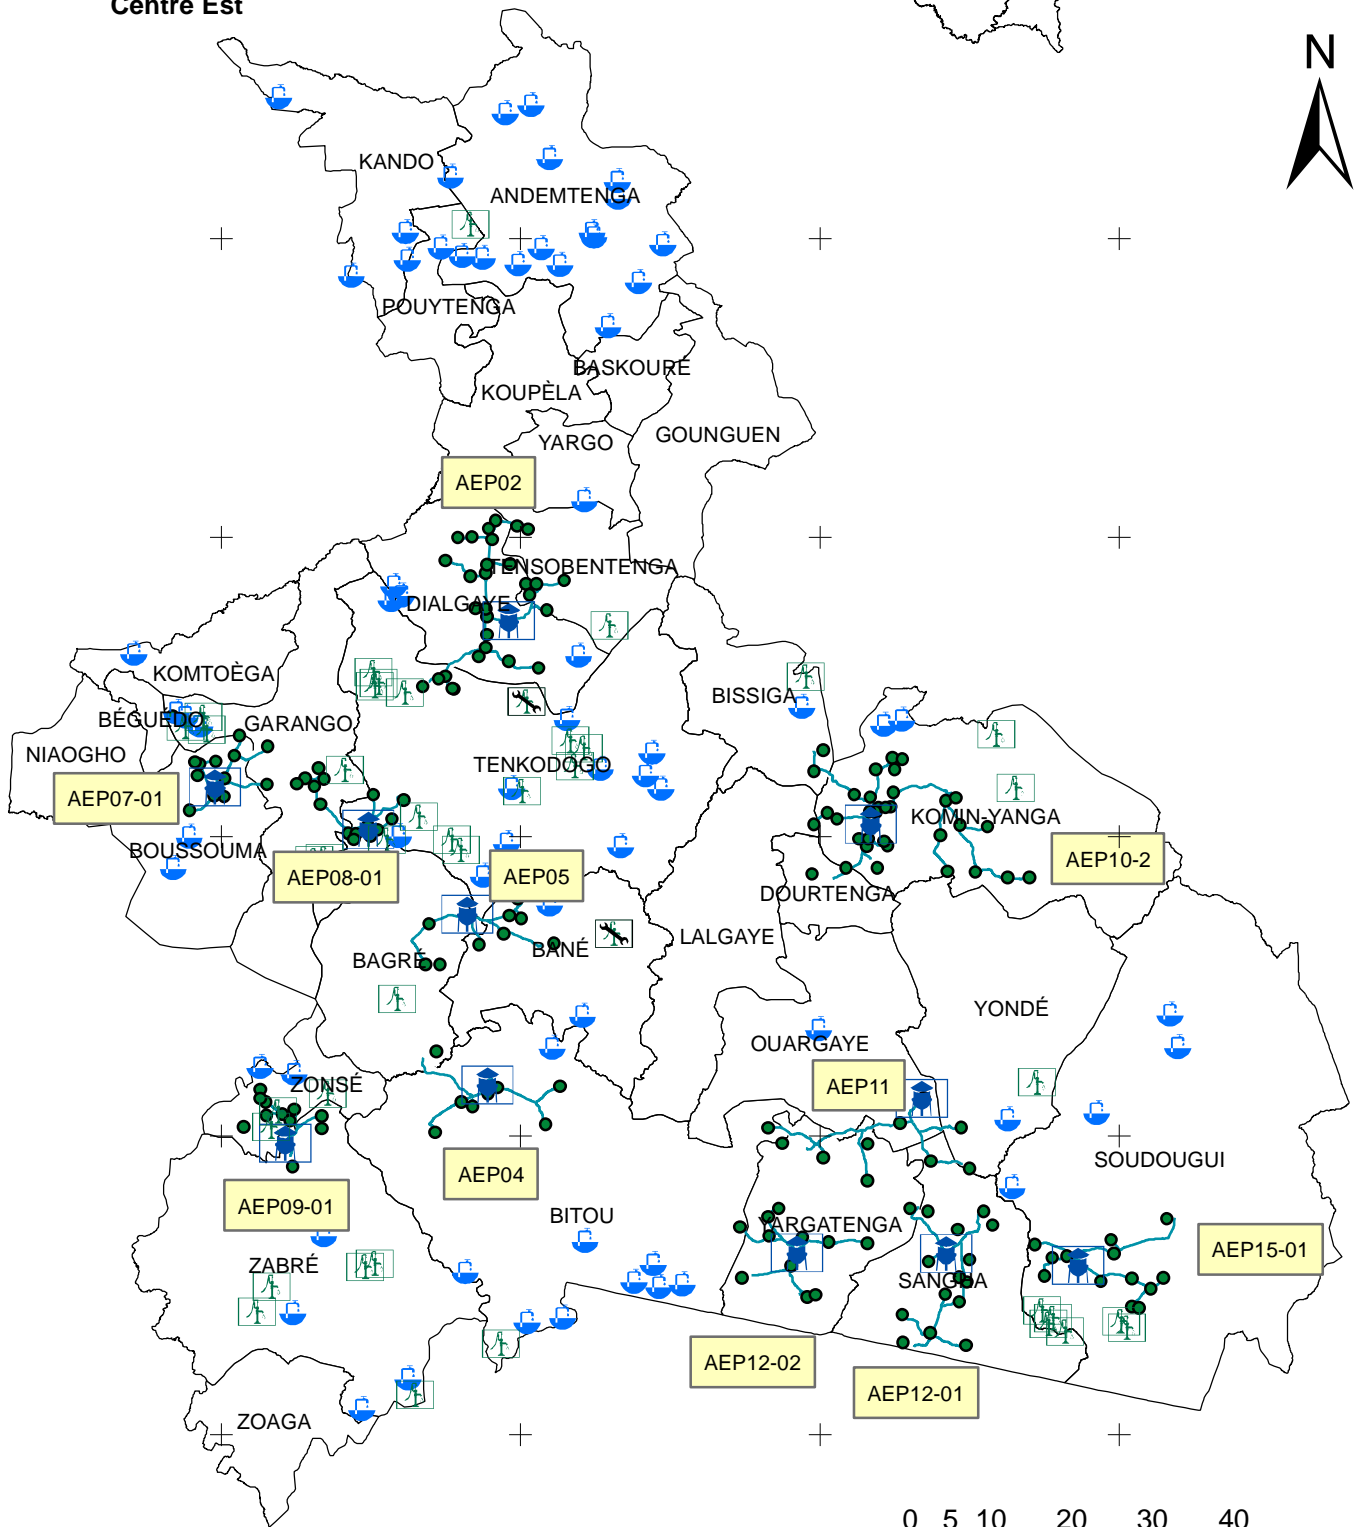 Centre Est
N
KANDO
ANDEMTENGA
POUYTENGA
BASKOURÉ
KOUPÈLA
GOUNGUEN
YARGO
AEP02
TENSOBENTENGA
DIALGAYE
KOMTOÈGA
BISSIGA
BÉGUÉDO
GARANGO
NIAOGHO
TENKODOGO
AEP07-01
KOMIN-YANGA
BOUSSOUMA
AEP10-2
AEP08-01
AEP05
DOURTENGA
LALGAYE
BANÉ
BAGRÉ
YONDÉ
OUARGAYE
ZONSÉ
AEP11
SOUDOUGUI
AEP04
AEP09-01
BITOU
YARGATENGA
AEP15-01
ZABRÉ
SANGHA
AEP12-02
AEP12-01
ZOAGA
0 5 10 20 30 40